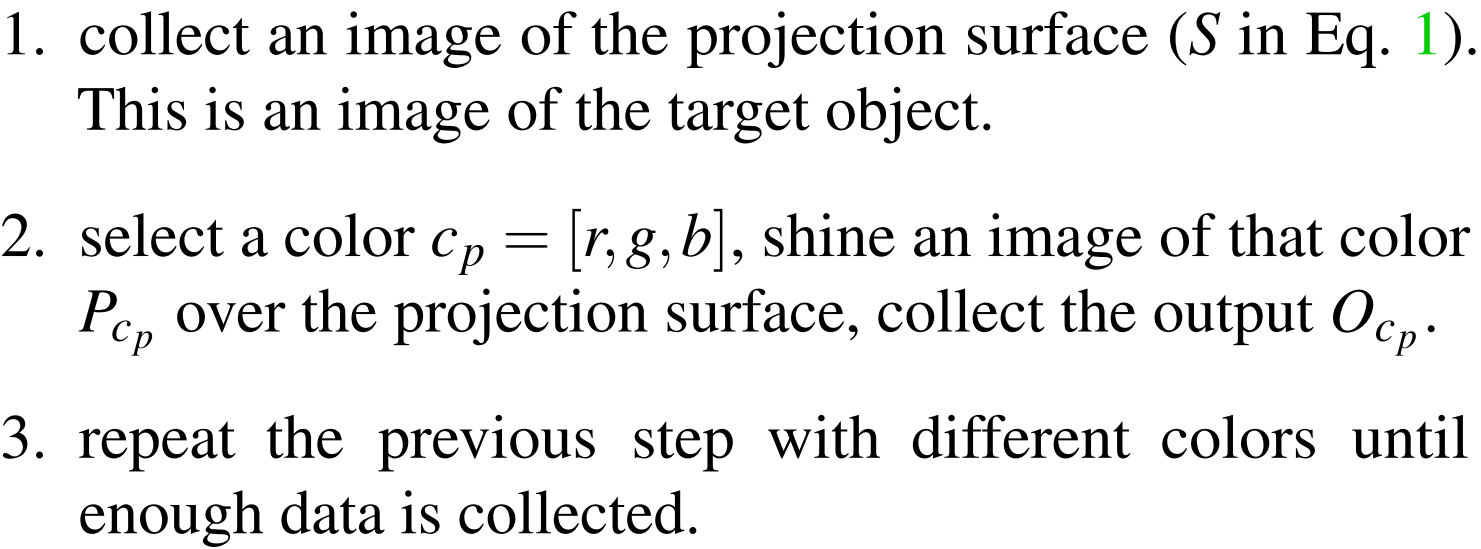 1. collect an image of the projection surface (S in Eq. 1).
This is an image of the target object.
2. select a color c_p = [r,g,b], shine an image of that color
P_{c_p} over the projection surface, collect the output O_{c_p}.
3. repeat the previous step with different colors until
enough data is collected.